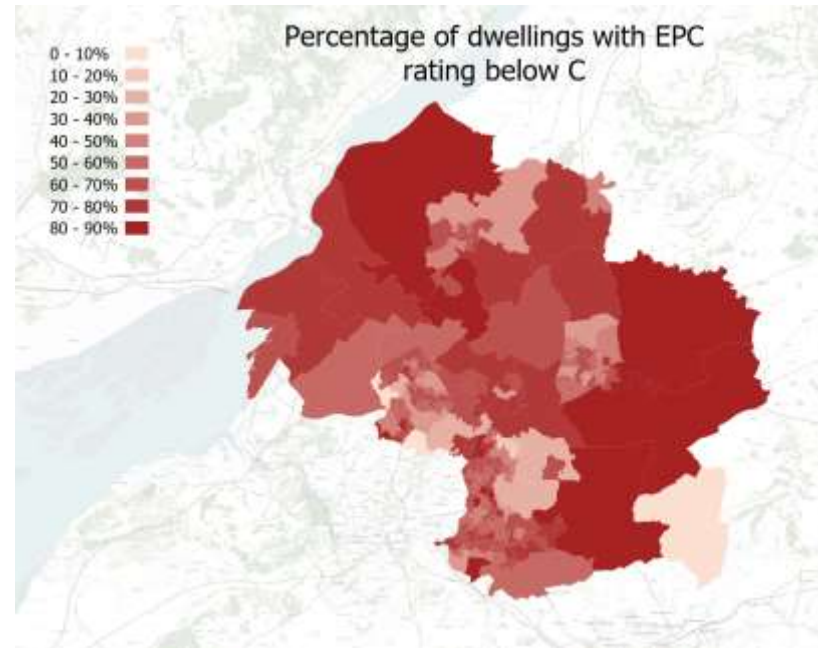 Percentage of dwellings with EPC
rating below C
0 - 10%
10 - 20%
20 - 30%
30 - 40%
40 - 50%
50 - 60%
60 - 70%
70 - 80%
80 - 90%